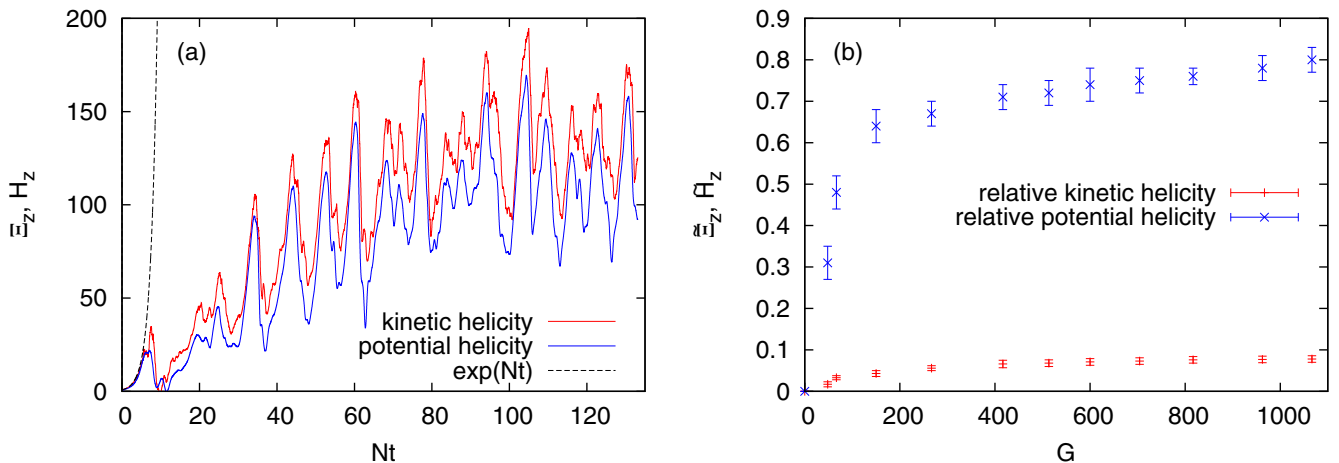 200
150
100
50
0
0 20 40 60 80 100 120
Ξz, Hz
Nt
(a)
kinetic helicity
potential helicity
exp(Nt)
0.9
0.8
0.7
0.6
0.5
0.4
0.3
0.2
0.1
0
0 200 400 600 800 1000
Ξ̃z, H̃z
G
(b)
relative kinetic helicity
relative potential helicity